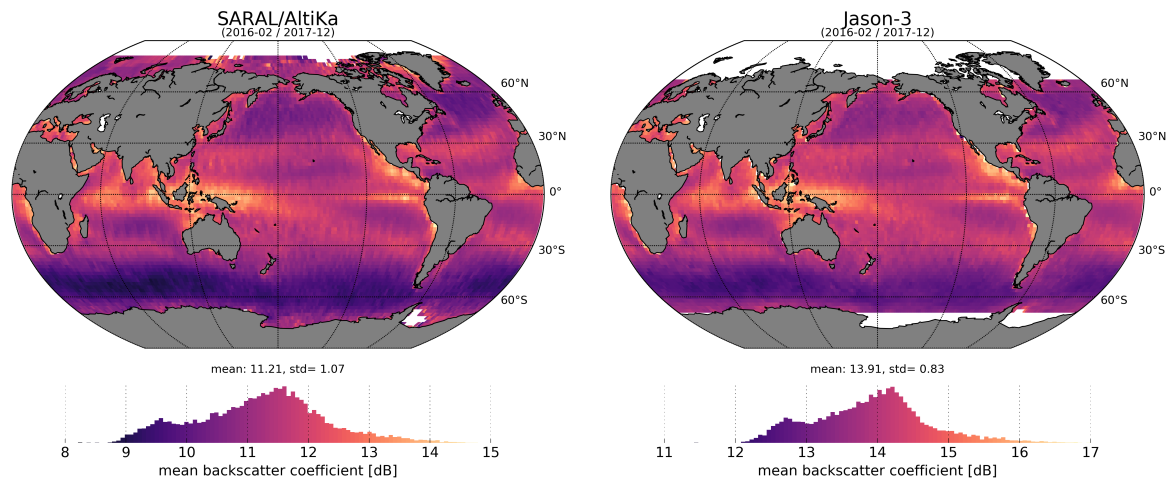 SARAL/AltiKa
(2016-02 / 2017-12)
60°N
30°N
0°
30°S
60°S
mean: 11.21, std= 1.07
8 9 10 11 12 13 14 15
mean backscatter coefficient [dB]
Jason-3
(2016-02 / 2017-12)
60°N
30°N
0°
30°S
60°S
mean: 13.91, std= 0.83
11 12 13 14 15 16 17
mean backscatter coefficient [dB]